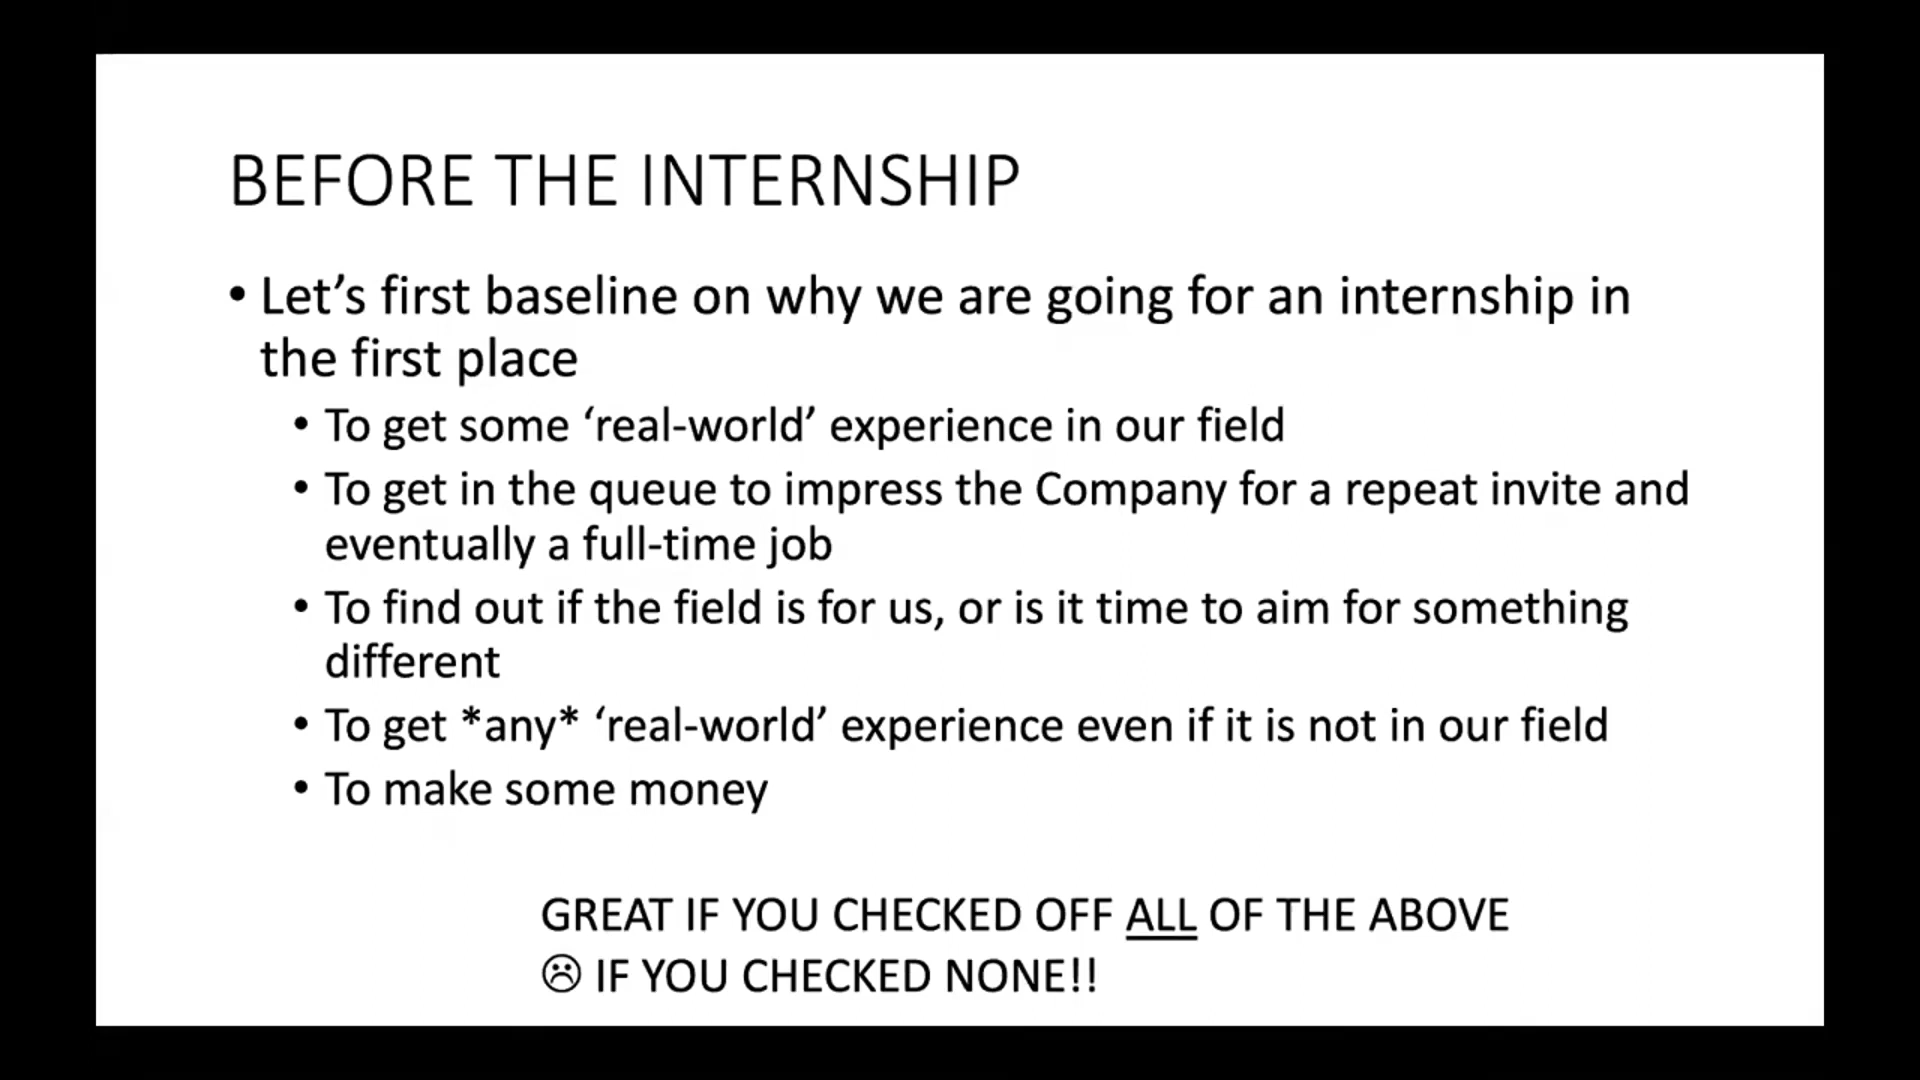 BEFORE THE INTERNSHIP
• Let’s first baseline on why we are going for an internship in
the first place
• To get some ‘real-world’ experience in our field
• To get in the queue to impress the Company for a repeat invite and
eventually a full-time job
• To find out if the field is for us, or is it time to aim for something
different
• To get *any* ‘real-world’ experience even if it is not in our field
• To make some money
GREAT IF YOU CHECKED OFF ALL OF THE ABOVE
☹ IF YOU CHECKED NONE!!